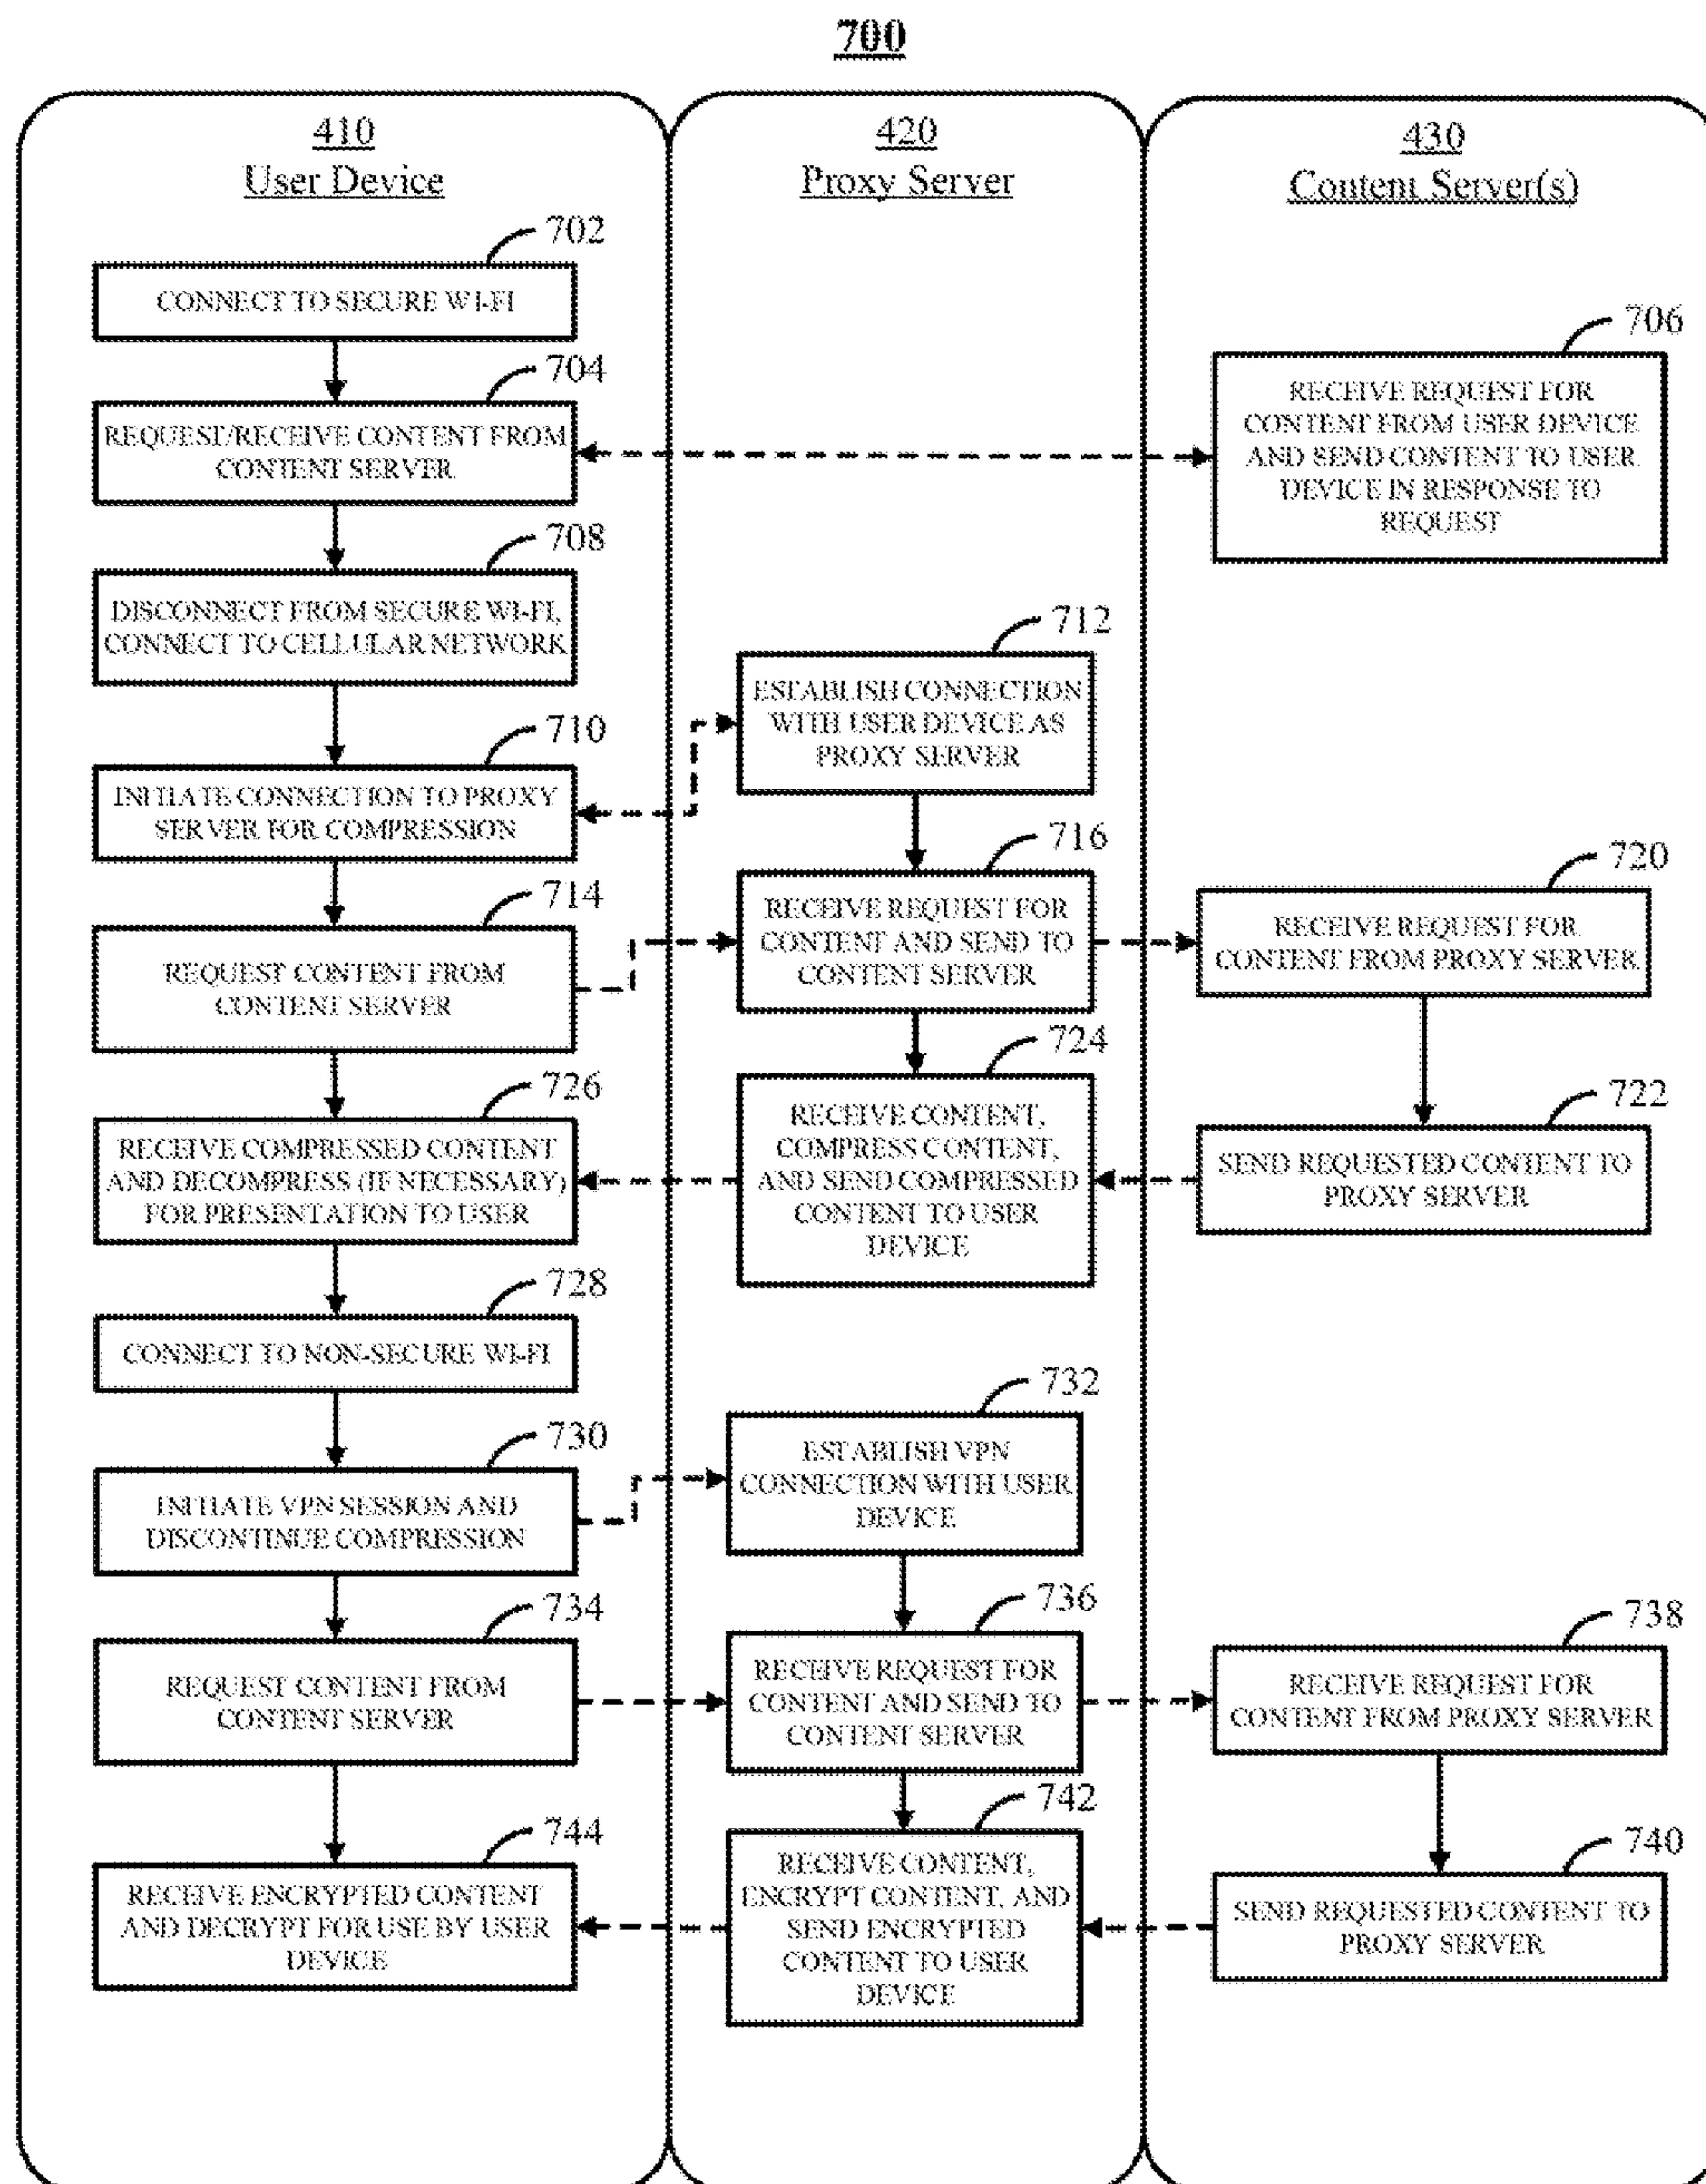 700
410
User Device
420
Proxy Server
430
Content Server(s)
702
CONNECT TO SECURE WI-FI
704
REQUEST/RECEIVE CONTENT FROM
CONTENT SERVER
706
RECEIVE REQUEST FOR
CONTENT FROM USER DEVICE
AND SEND CONTENT TO USER
DEVICE IN RESPONSE TO
REQUEST
708
DISCONNECT FROM SECURE WI-FI,
CONNECT TO CELLULAR NETWORK
710
INITIATE CONNECTION TO PROXY
SERVER FOR COMPRESSION
712
ESTABLISH CONNECTION
WITH USER DEVICE AS
PROXY SERVER
714
REQUEST CONTENT FROM
CONTENT SERVER
716
RECEIVE REQUEST FOR
CONTENT AND SEND TO
CONTENT SERVER
720
RECEIVE REQUEST FOR
CONTENT FROM PROXY SERVER
722
SEND REQUESTED CONTENT TO
PROXY SERVER
724
RECEIVE CONTENT,
COMPRESS CONTENT,
AND SEND COMPRESSED
CONTENT TO USER
DEVICE
726
RECEIVE COMPRESSED CONTENT
AND DECOMPRESS (IF NECESSARY)
FOR PRESENTATION TO USER
728
CONNECT TO NON-SECURE WI-FI
730
INITIATE VPN SESSION AND
DISCONTINUE COMPRESSION
732
ESTABLISH VPN
CONNECTION WITH USER
DEVICE
734
REQUEST CONTENT FROM
CONTENT SERVER
736
RECEIVE REQUEST FOR
CONTENT AND SEND TO
CONTENT SERVER
738
RECEIVE REQUEST FOR
CONTENT FROM PROXY SERVER
740
SEND REQUESTED CONTENT TO
PROXY SERVER
742
RECEIVE CONTENT,
ENCRYPT CONTENT, AND
SEND ENCRYPTED
CONTENT TO USER
DEVICE
744
RECEIVE ENCRYPTED CONTENT
AND DECRYPT FOR USE BY USER
DEVICE